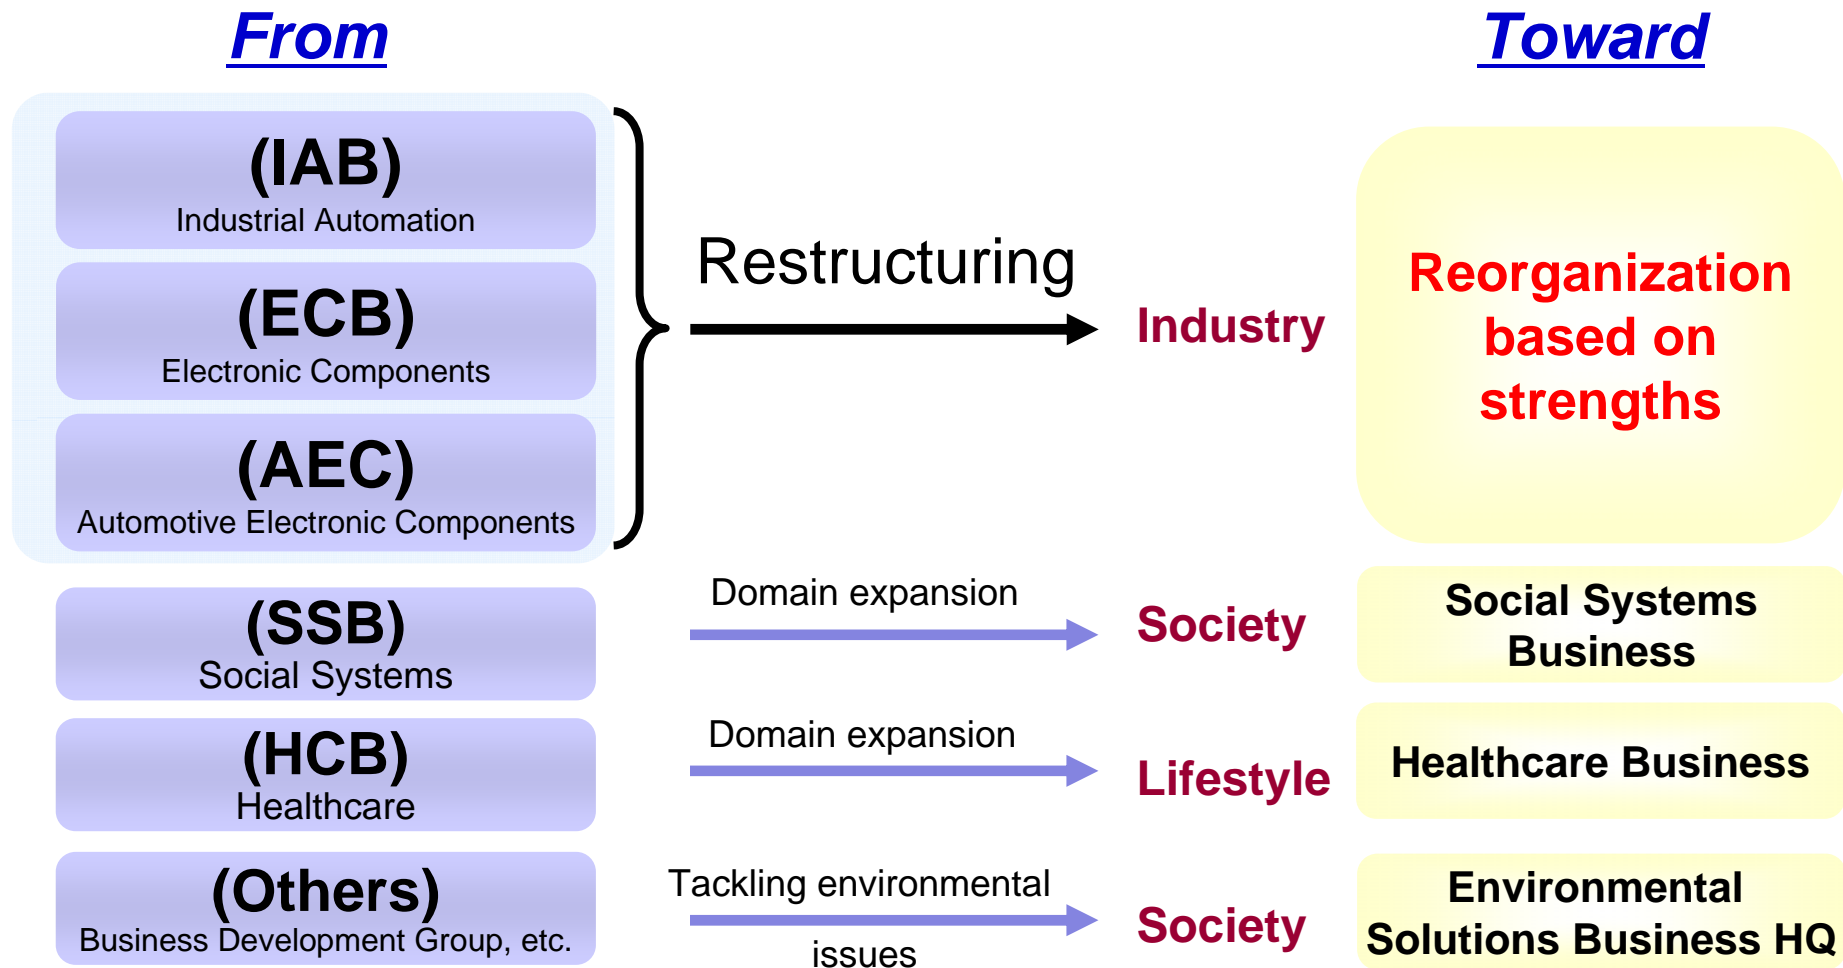 From
Toward
(IAB)
Industrial Automation
(ECB)
Electronic Components
(AEC)
Automotive Electronic Components
Restructuring
Industry
Reorganization
based on
strengths
(SSB)
Social Systems
Domain expansion
Society
Social Systems
Business
(HCB)
Healthcare
Domain expansion
Lifestyle
Healthcare Business
(Others)
Business Development Group, etc.
Tackling environmental
issues
Society
Environmental
Solutions Business HQ